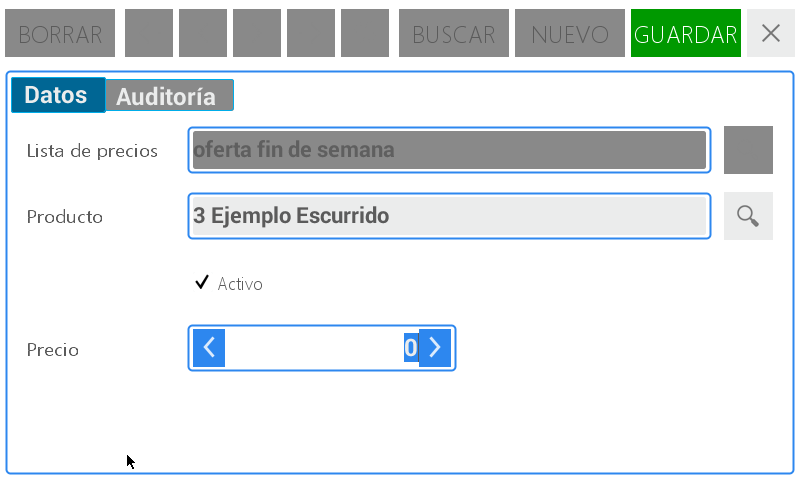 BORRAR BUSCAR NUEVO GUARDAR
Datos Auditoría
Lista de precios oferta fin de semana
Producto 3 Ejemplo Escurrido
Activo
Precio 0